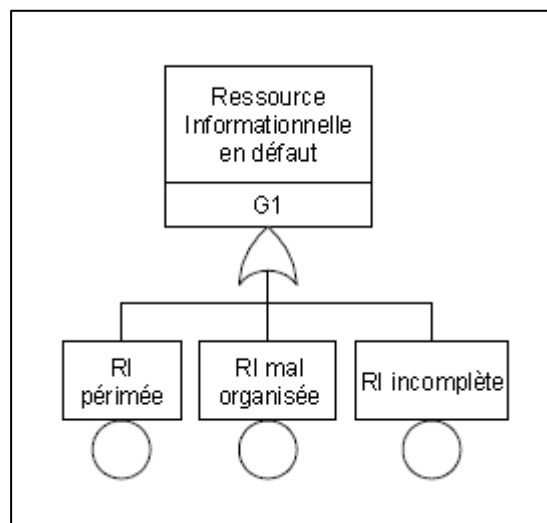 Ressource
Informationnelle
en défaut
G1
RI
périmée
RI mal
organisée
RI incomplète